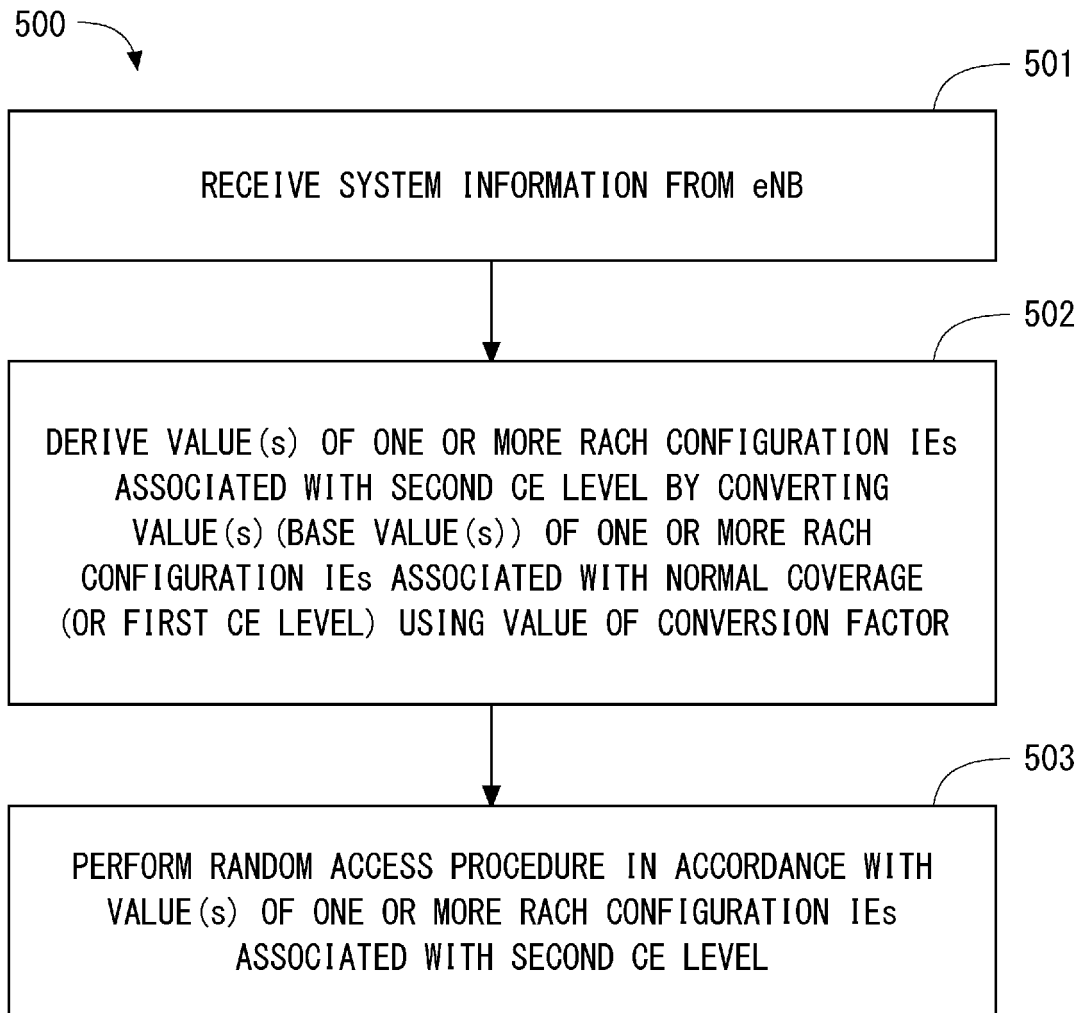 500
501
RECEIVE SYSTEM INFORMATION FROM eNB
502
DERIVE VALUE(s) OF ONE OR MORE RACH CONFIGURATION IEs
ASSOCIATED WITH SECOND CE LEVEL BY CONVERTING
VALUE(s)(BASE VALUE(s)) OF ONE OR MORE RACH
CONFIGURATION IEs ASSOCIATED WITH NORMAL COVERAGE
(OR FIRST CE LEVEL) USING VALUE OF CONVERSION FACTOR
503
PERFORM RANDOM ACCESS PROCEDURE IN ACCORDANCE WITH
VALUE(s) OF ONE OR MORE RACH CONFIGURATION IEs
ASSOCIATED WITH SECOND CE LEVEL